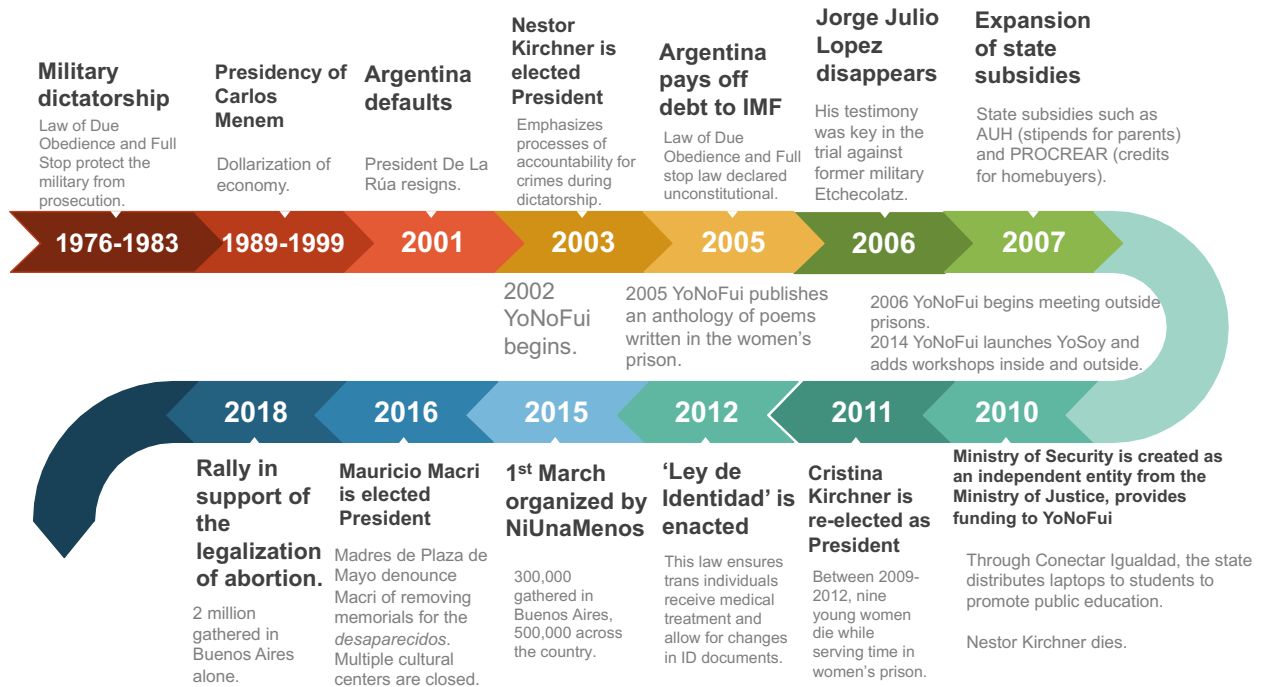 Military
dictatorship
Law of Due
Obedience and Full
Stop protect the
military from
prosecution.
1976-1983
Presidency of
Carlos
Menem
Dollarization of
economy.
1989-1999
Argentina
defaults
President De La
Rúa resigns.
2001
Nestor
Kirchner is
elected
President
Emphasizes
processes of
accountability for
crimes during
dictatorship.
2003
Argentina
pays off
debt to IMF
Law of Due
Obedience and Full
stop law declared
unconstitutional.
2005
Jorge Julio
Lopez
disappears
His testimony
was key in the
trial against
former military
Etchecolatz.
2006
Expansion
of state
subsidies
State subsidies such as
AUH (stipends for parents)
and PROCREAR (credits
for homebuyers).
2007
2002
YoNoFui
begins.
2005 YoNoFui publishes
an anthology of poems
written in the women's
prison.
2006 YoNoFui begins meeting outside
prisons.
2014 YoNoFui launches YoSoy and
adds workshops inside and outside.
2018
Rally in
support of
the
legalization
of abortion.
2 million
gathered in
Buenos Aires
alone.
2016
Mauricio Macri
is elected
President
Madres de Plaza de
Mayo denounce
Macri of removing
memorials for the
desaparecidos.
Multiple cultural
centers are closed.
2015
1st March
organized by
NiUnaMenos
300,000
gathered in
Buenos Aires,
500,000 across
the country.
2012
‘Ley de
Identidad’ is
enacted
This law ensures
trans individuals
receive medical
treatment and
allow for changes
in ID documents.
2011
Cristina
Kirchner is
re-elected as
President
Between 2009-
2012, nine
young women
die while
serving time in
women's prison.
2010
Ministry of Security is created as
an independent entity from the
Ministry of Justice, provides
funding to YoNoFui
Through Conectar Igualdad, the state
distributes laptops to students to
promote public education.
Nestor Kirchner dies.